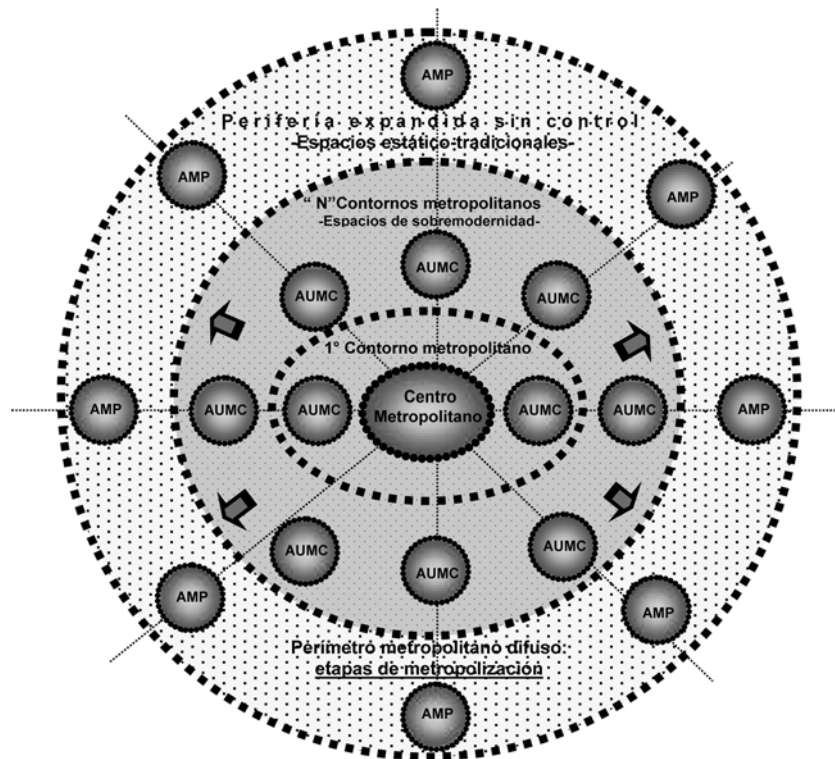 AMP
Periferia expandida sin control
-Espacios estático-tradicionales-
AMP
AMP
“ N”Contornos metropolitanos
-Espacios de sobremodernidad-
AUMC
AUMC
AUMC
1° Contorno metropolitano
AMP
AUMC
AUMC
Centro
Metropolitano
AUMC
AUMC
AMP
AUMC
AUMC
AUMC
AMP
AMP
Perímetro metropolitano difuso:
etapas de metropolización
AMP